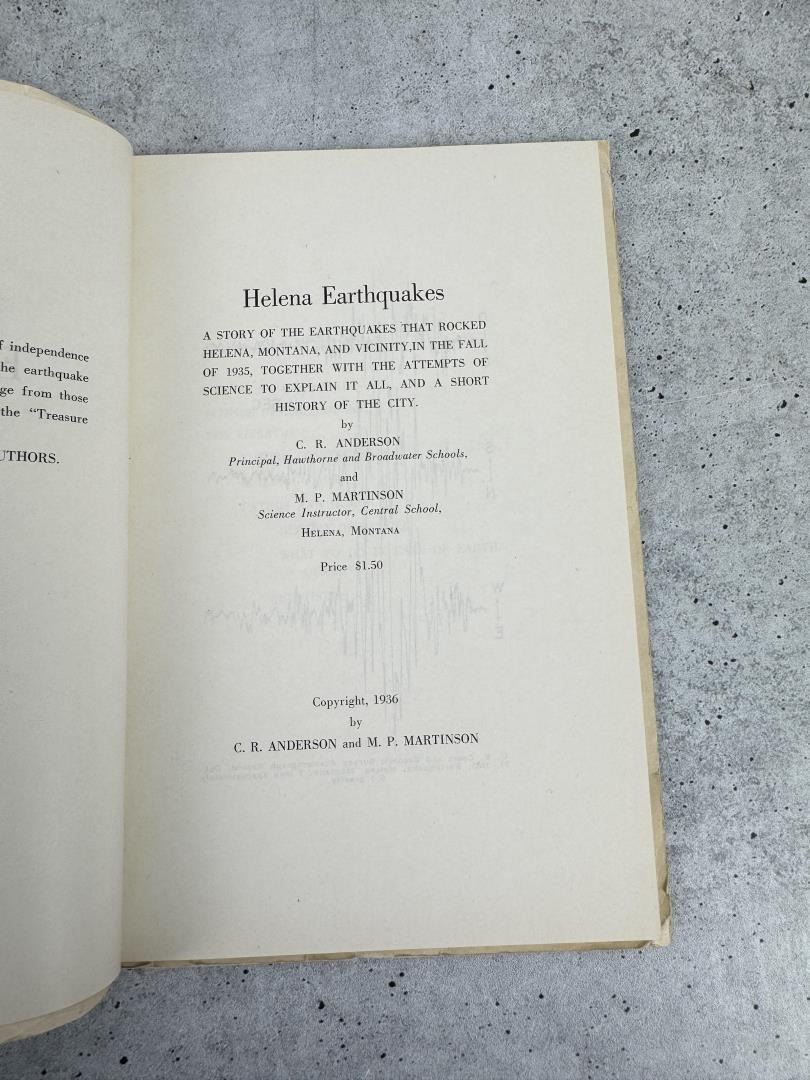 f independence
he earthquake
ge from those
the “Treasure
UTHORS.
Helena Earthquakes
A STORY OF THE EARTHQUAKES THAT ROCKED
HELENA, MONTANA, AND VICINITY,IN THE FALL
OF 1935, TOGETHER WITH THE ATTEMPTS OF
SCIENCE TO EXPLAIN IT ALL, AND A SHORT
HISTORY OF THE CITY.
by
C. R. ANDERSON
Principal, Hawthorne and Broadwater Schools,
and
M. P. MARTINSON
Science Instructor, Central School,
HELENA, MONTANA
Price $1.50
Copyright, 1936
by
C. R. ANDERSON and M. P. MARTINSON